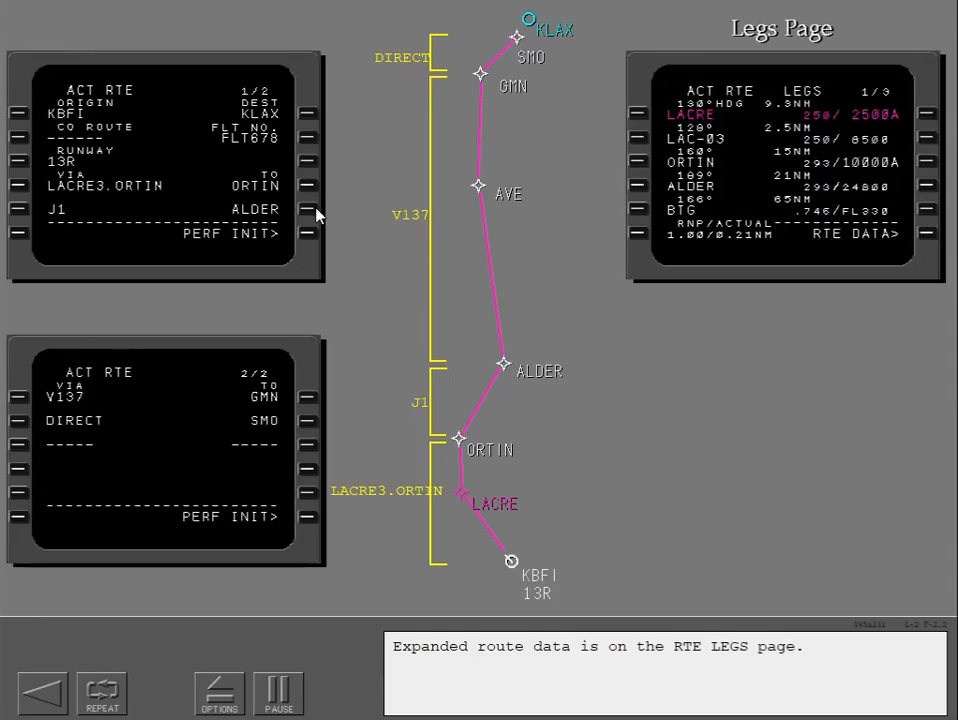 Legs Page
ACT RTE 1/2
ORIGIN DEST
KBFI KLAX
CO ROUTE FLT NO.
------ FLT678
RUNWAY
13R
VIA TO
LACRE3.ORTIN ORTIN
J1 ALDER
PERF INIT>
ACT RTE 2/2
VIA TO
V137 GMN
DIRECT SMO
----- -----
PERF INIT>
KLAX
DIRECT
SMO
GMN
AVE
V137
ALDER
J1
ORTIN
LACRE3.ORTIN
LACRE
KBFI
13R
ACT RTE LEGS 1/3
130°HDG 9.3NM
LACRE 250/ 2500A
128° 2.5NM
LAC-03 250/ 8500
160° 15NM
ORTIN 293/10000A
189° 21NM
ALDER 293/24800
166° 65NM
BTG .746/FL330
RNP/ACTUAL
1.00/0.21NM RTE DATA>
Expanded route data is on the RTE LEGS page.
REPEAT
OPTIONS
PAUSE